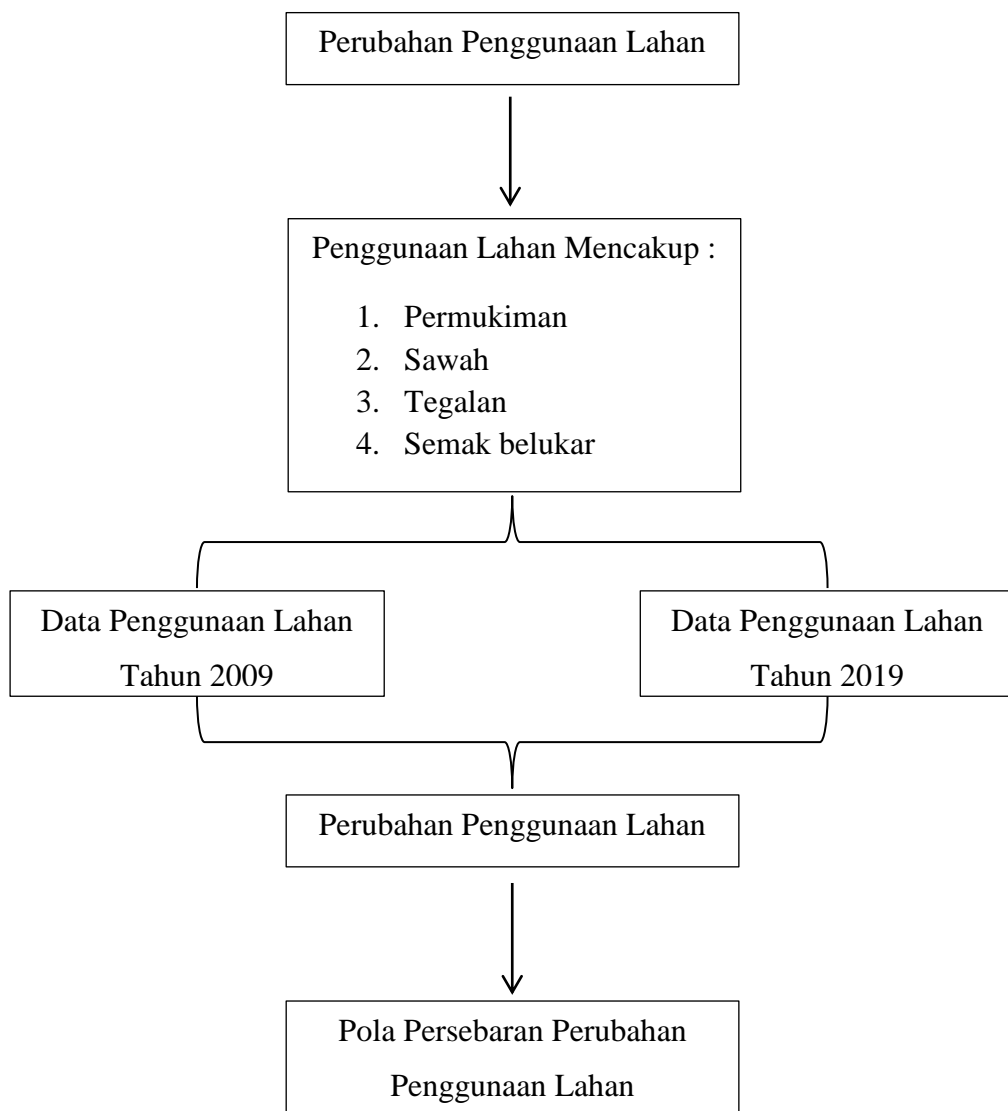 Perubahan Penggunaan Lahan
Penggunaan Lahan Mencakup :
1. Permukiman
2. Sawah
3. Tegalan
4. Semak belukar
Data Penggunaan Lahan
Tahun 2009
Data Penggunaan Lahan
Tahun 2019
Perubahan Penggunaan Lahan
Pola Persebaran Perubahan
Penggunaan Lahan